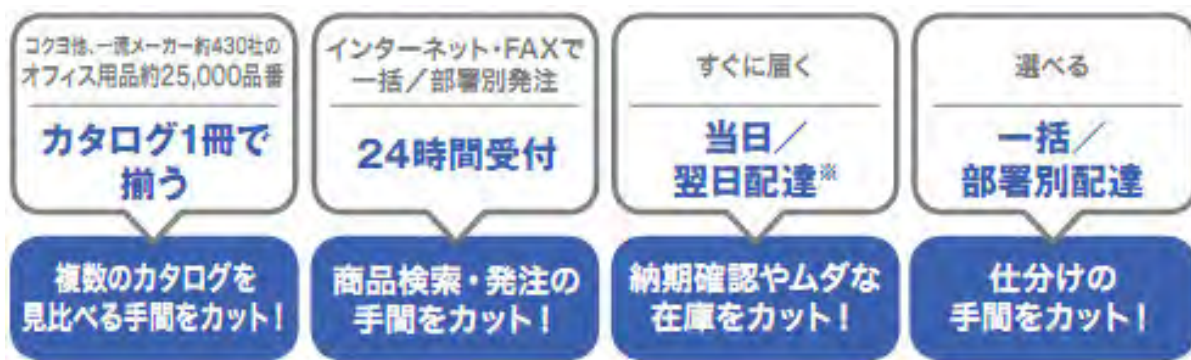 コクヨ他、一流メーカー約430社の
オフィス用品約25,000品番
カタログ1冊で
揃う
複数のカタログを
見比べる手間をカット！
インターネット・FAXで
一括／部署別発注
24時間受付
商品検索・発注の
手間をカット！
すぐに届く
当日／
翌日配達※
納期確認やムダな
在庫をカット！
選べる
一括／
部署別配達
仕分けの
手間をカット！